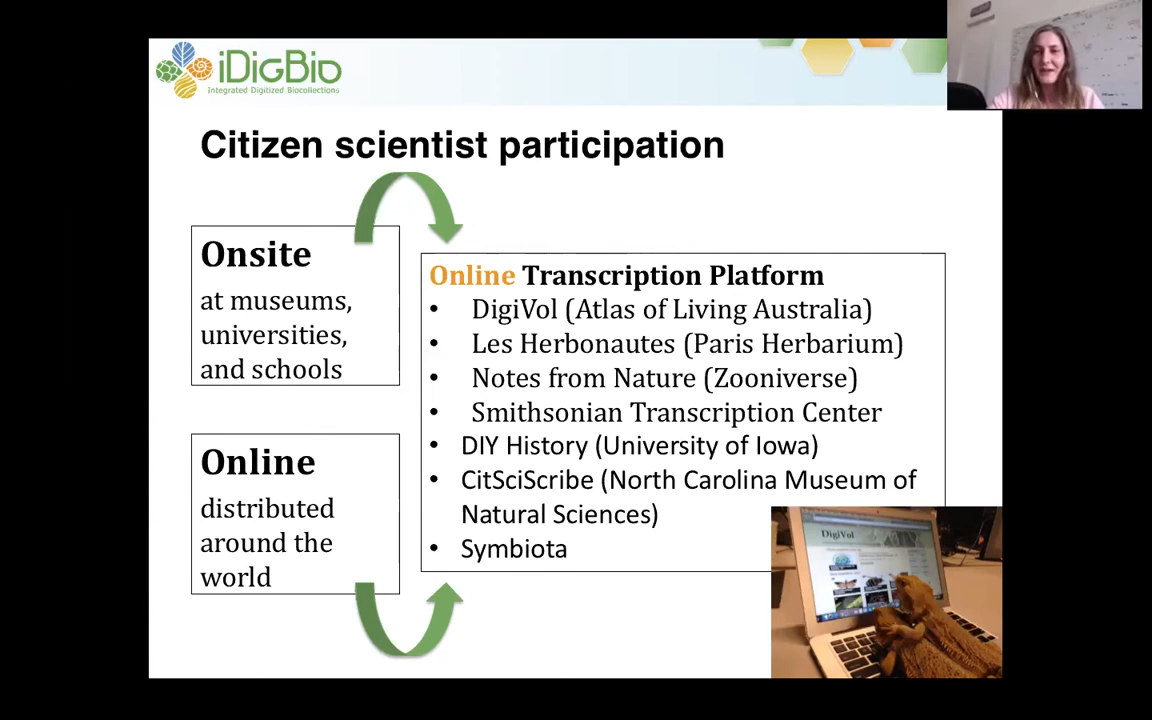 iDigBio
Integrated Digitized Biocollections
Citizen scientist participation
Onsite
at museums,
universities,
and schools
Online
distributed
around the
world
Online Transcription Platform
• DigiVol (Atlas of Living Australia)
• Les Herbonautes (Paris Herbarium)
• Notes from Nature (Zooniverse)
• Smithsonian Transcription Center
• DIY History (University of Iowa)
• CitSciScribe (North Carolina Museum of
Natural Sciences)
• Symbiota
DigiVol